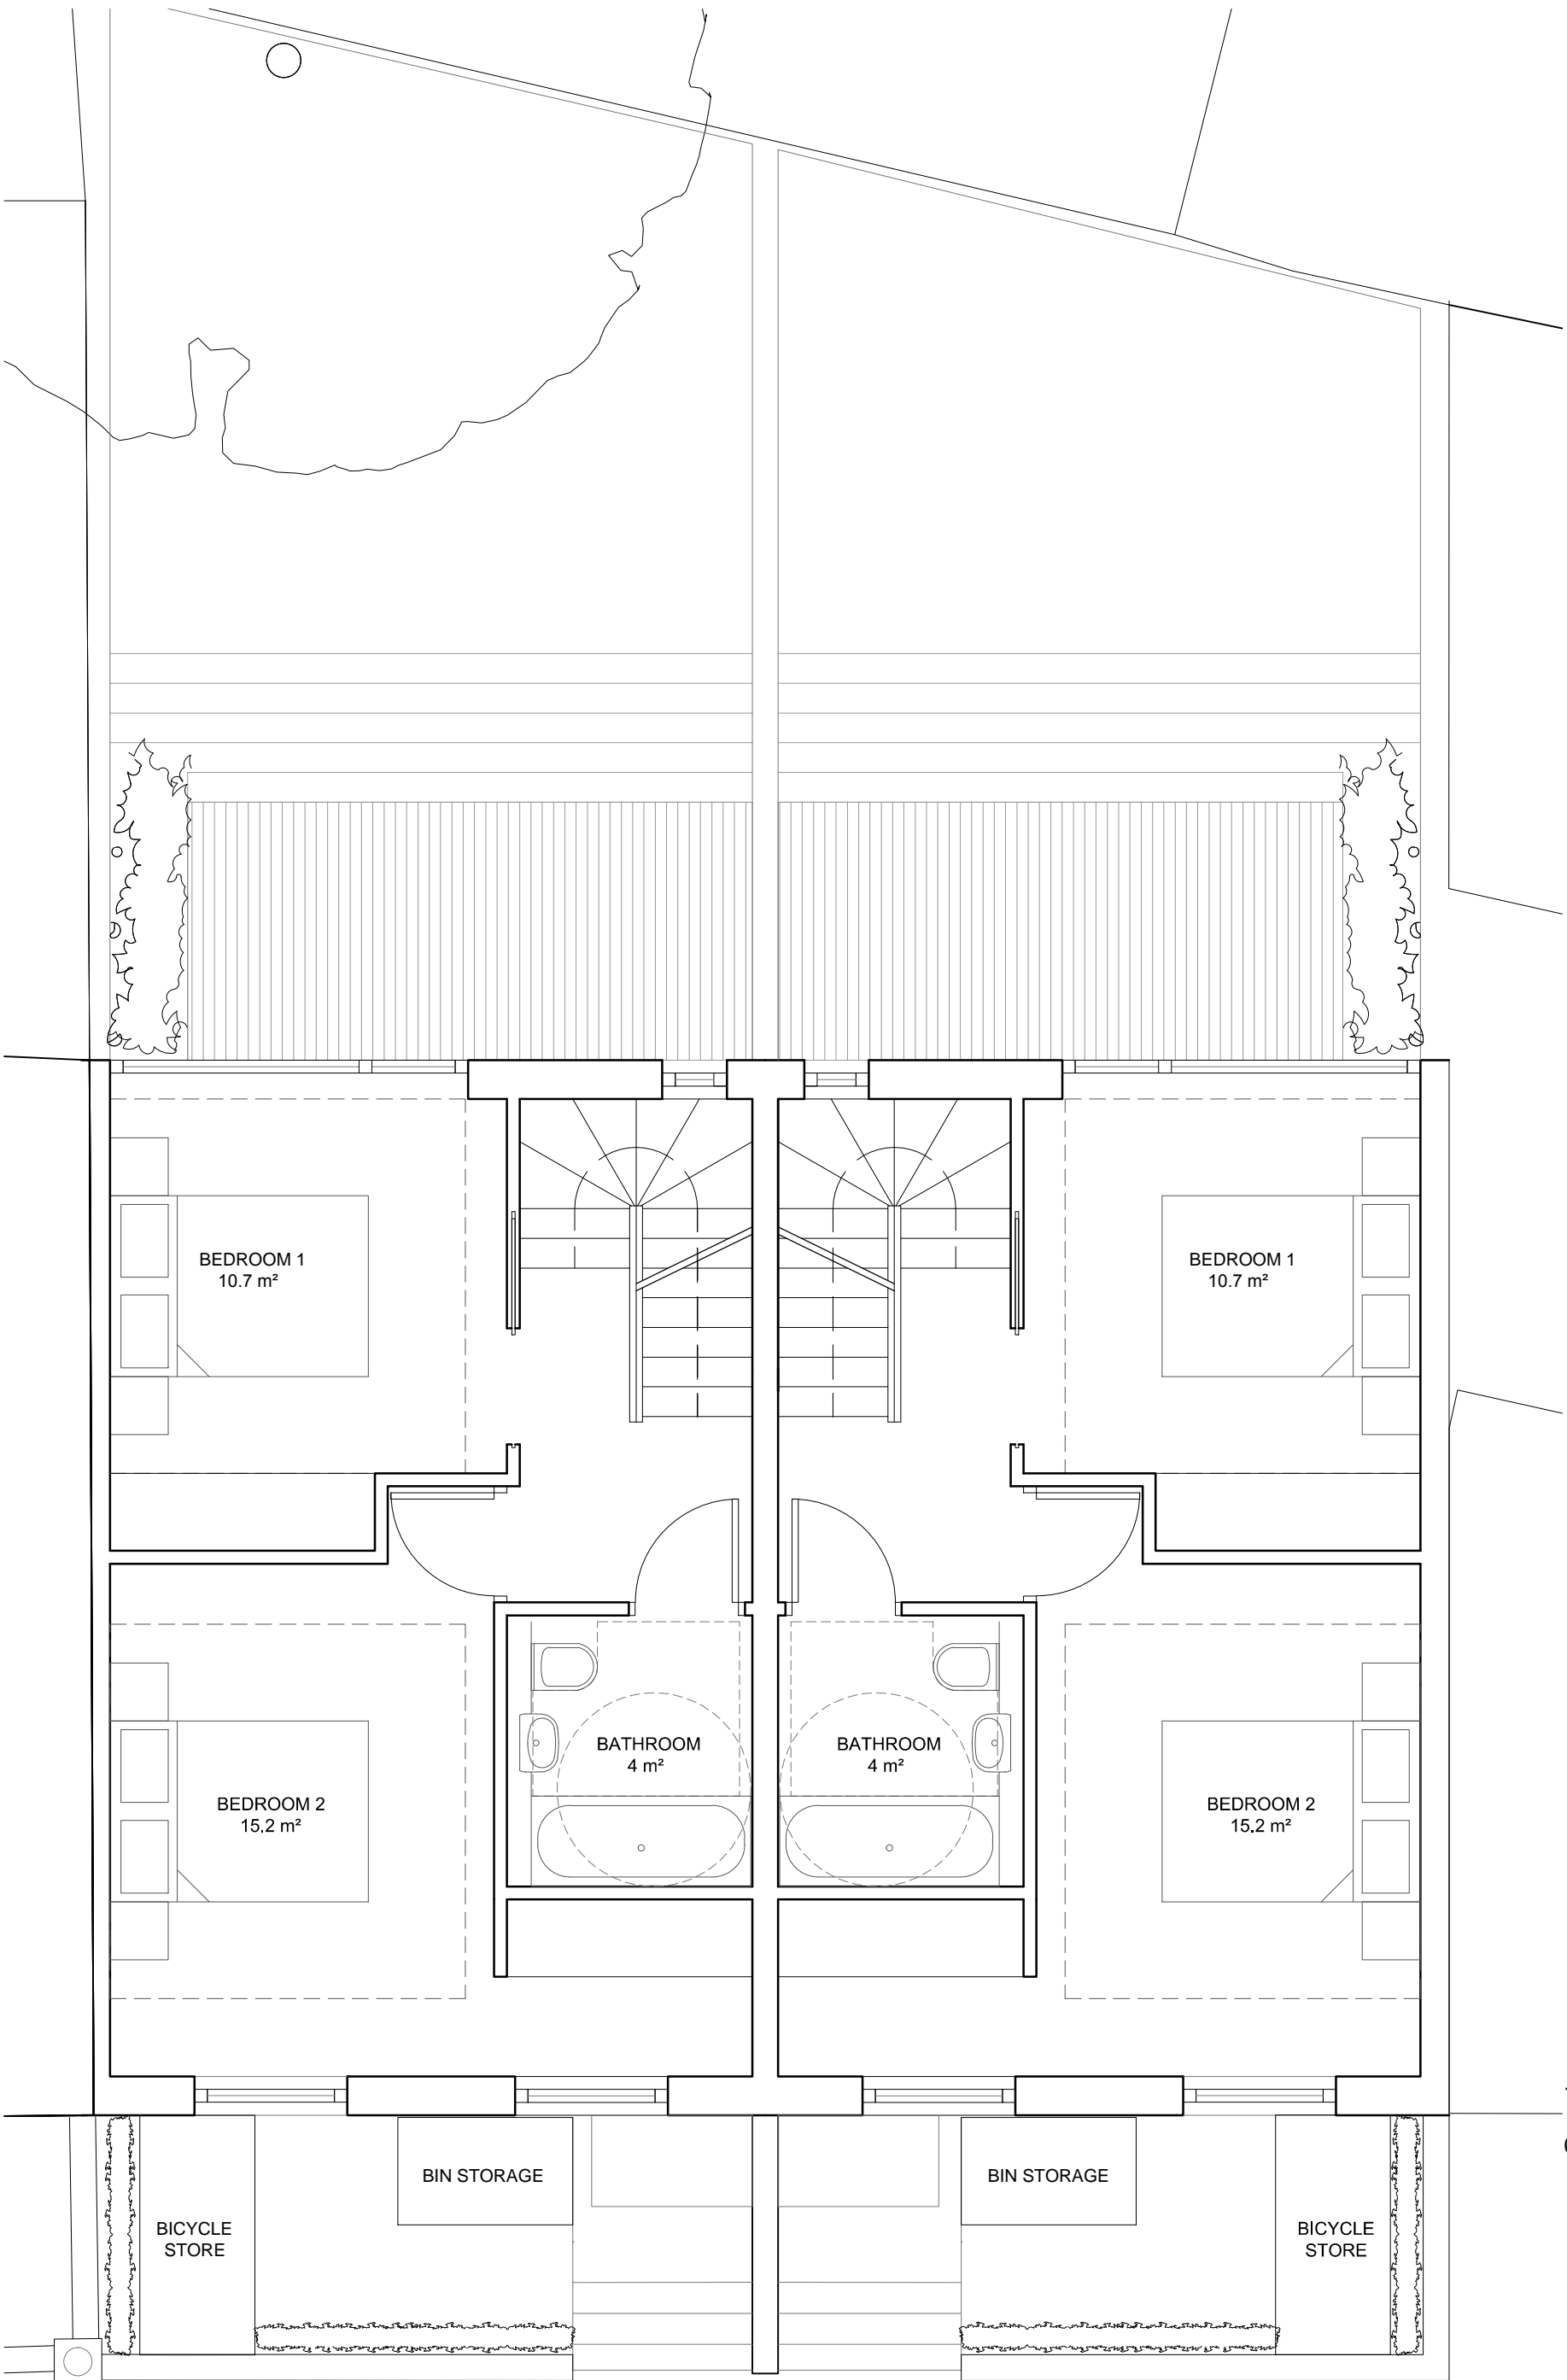 BEDROOM 1
10.7 m²
BEDROOM 1
10.7 m²
BATHROOM
4 m²
BATHROOM
4 m²
BEDROOM 2
15.2 m²
BEDROOM 2
15.2 m²
BIN STORAGE
BIN STORAGE
BICYCLE
STORE
BICYCLE
STORE